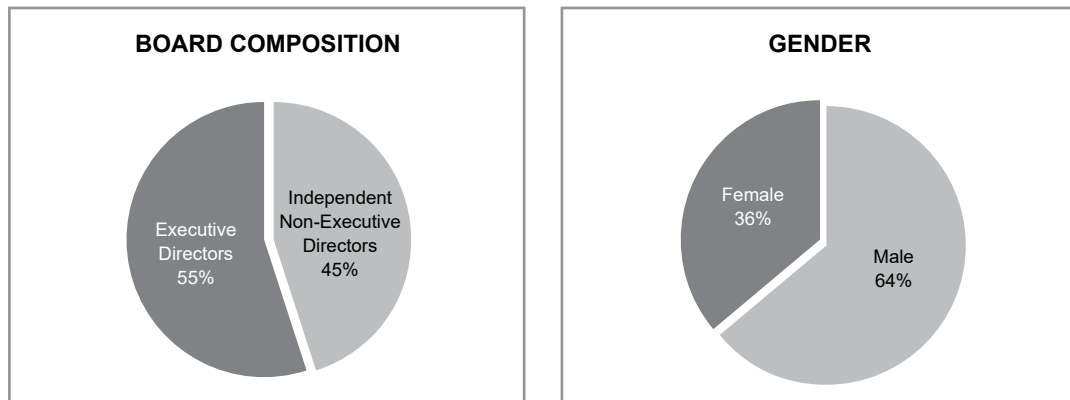 BOARD COMPOSITION
Executive
Directors
55%
Independent
Non-Executive
Directors
45%
GENDER
Female
36%
Male
64%